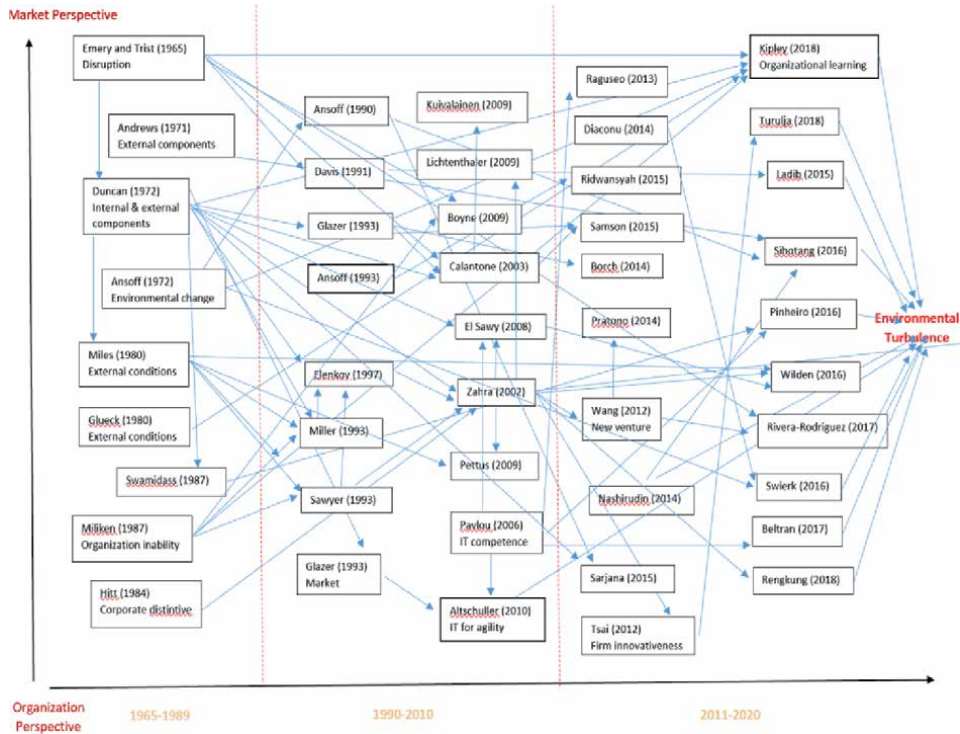 Market Perspective
Emery and Trist (1965)
Disruption
Andrews (1971)
External components
Duncan (1972)
Internal & external
components
Ansoff (1972)
Environmental change
Miles (1980)
External conditions
Glueck (1980)
External conditions
Swamidass (1987)
Miliken (1987)
Organization inability
Hitt (1984)
Corporate distintive
Ansoff (1990)
Davis (1991)
Glazer (1993)
Ansoff (1993)
Elenkov (1997)
Miller (1993)
Sawyer (1993)
Glazer (1993)
Market
Kuivalainen (2009)
Lichtenthaler (2009)
Boyne (2009)
Calantone (2003)
El Sawy (2008)
Zahra (2002)
Pettus (2009)
Pavlou (2006)
IT competence
Altschuller (2010)
IT for agility
Raguseo (2013)
Diaconu (2014)
Ridwansyah (2015)
Samson (2015)
Borch (2014)
Pratono (2014)
Wang (2012)
New venture
Nashirudin (2014)
Sarjana (2015)
Tsai (2012)
Firm innovativeness
Kipley (2018)
Organizational learning
Turulja (2018)
Ladib (2015)
Sihotang (2016)
Pinheiro (2016)
Wilden (2016)
Rivera-Rodriguez (2017)
Swierk (2016)
Beltran (2017)
Rengkung (2018)
Environmental
Turbulence
Organization
Perspective
1965-1989
1990-2010
2011-2020